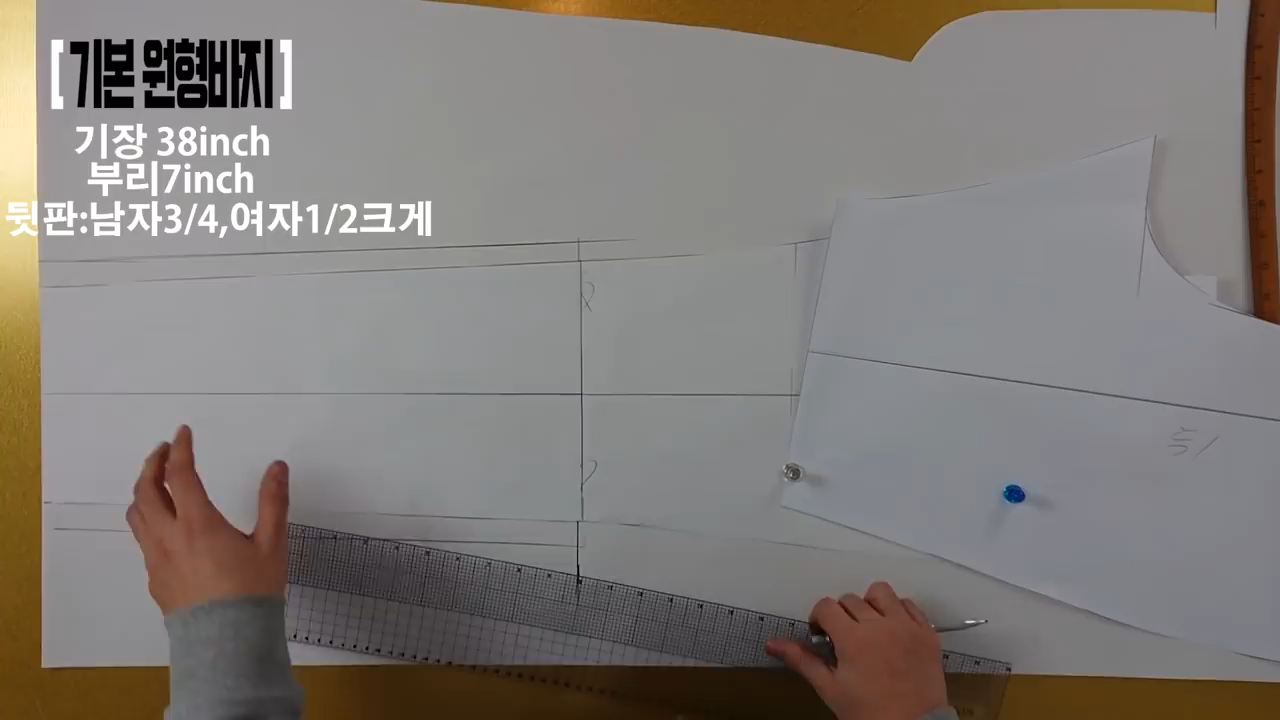 [ 기본 원형바지 ]
기장 38inch
부리7inch
뒷판:남자3/4,여자1/2크게